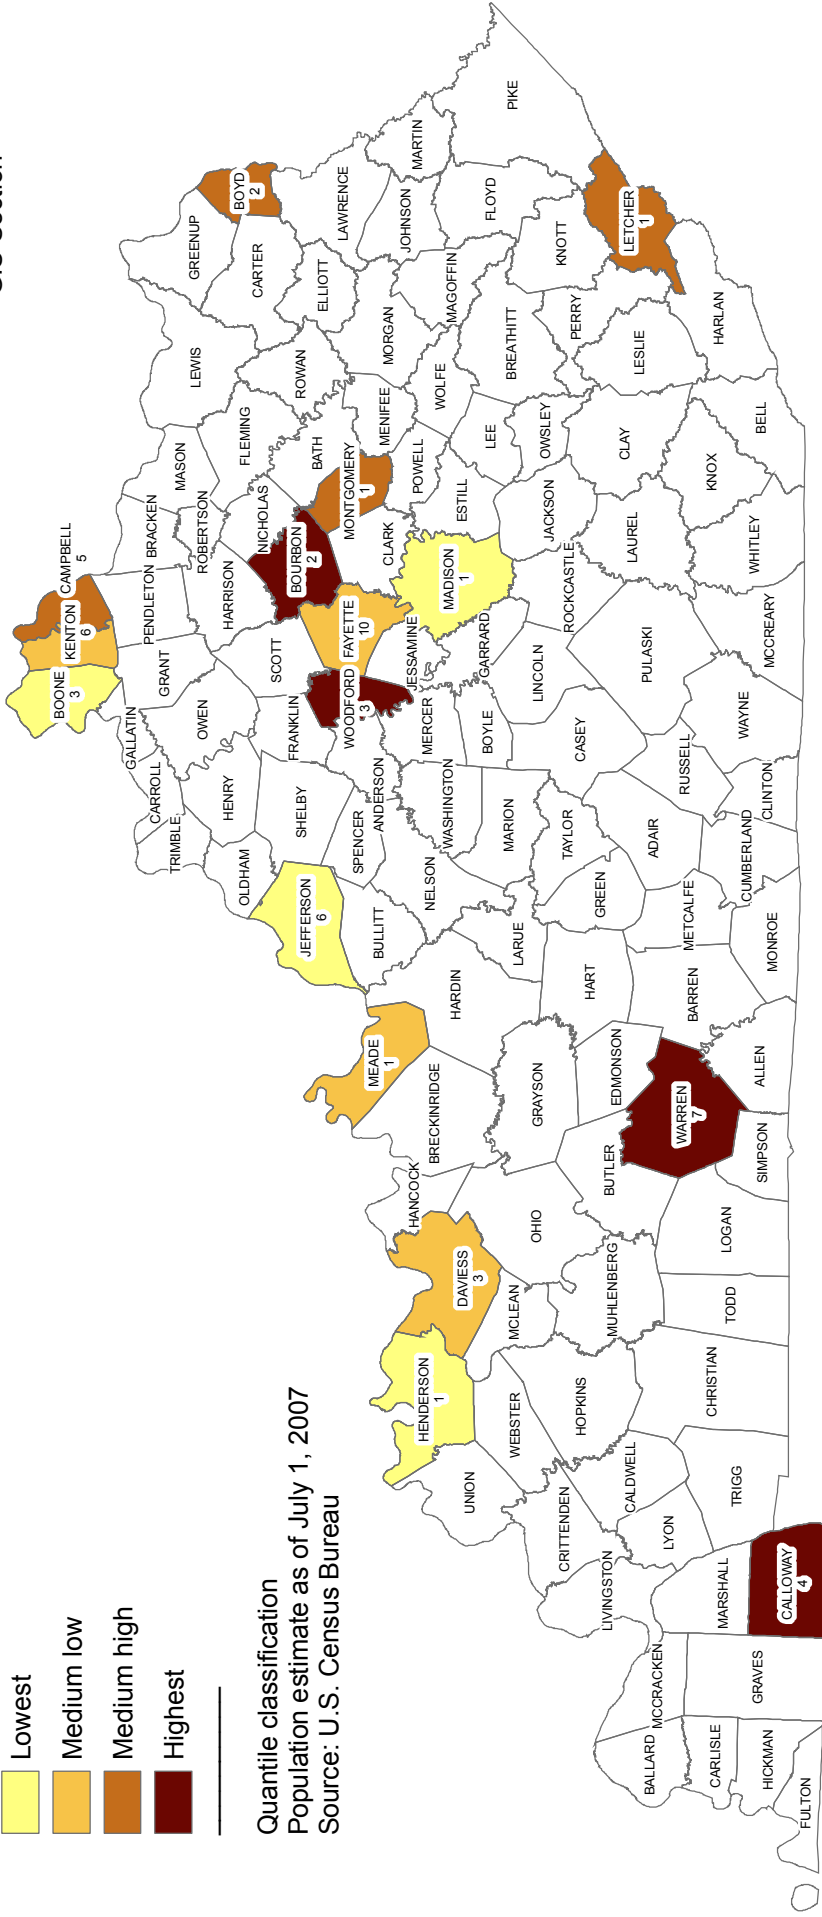 Lowest
Medium low
Medium high
Highest
Quantile classification
Population estimate as of July 1, 2007
Source: U.S. Census Bureau
BOONE
3
KENTON
6
CAMPBELL
5
GALLATIN
GRANT
PENDLETON
BRACKEN
MASON
LEWIS
GREENUP
BOYD
2
CARTER
CARROLL
TRIMBLE
OWEN
HENRY
OLDHAM
HARRISON
ROBERTSON
NICHOLAS
FLEMING
ROWAN
ELLIOTT
LAWRENCE
SCOTT
FRANKLIN
SHELBY
JEFFERSON
6
BOURBON
2
BATH
MONTGOMERY
1
MENIFEE
MORGAN
JOHNSON
MARTIN
WOODFORD
3
FAYETTE
10
CLARK
SPENCER
ANDERSON
BULLITT
MEADE
1
JESSAMINE
MERCER
WASHINGTON
NELSON
MADISON
1
POWELL
ESTILL
WOLFE
MAGOFFIN
FLOYD
PIKE
HANCOCK
BRECKINRIDGE
HARDIN
HENDERSON
1
DAVIESS
3
GARRARD
BOYLE
MARION
LARUE
LEE
BREATHITT
KNOTT
UNION
WEBSTER
MCLEAN
OHIO
GRAYSON
LINCOLN
ROCKCASTLE
JACKSON
OWSLEY
PERRY
LETCHER
1
CASEY
TAYLOR
GREEN
HART
CRITTENDEN
HOPKINS
MUHLENBERG
BUTLER
EDMONSON
LIVINGSTON
CALDWELL
LYON
PULASKI
LAUREL
CLAY
LESLIE
HARLAN
ADAIR
RUSSELL
METCALFE
BARREN
WARREN
7
BALLARD
MCCRACKEN
MARSHALL
TRIGG
CHRISTIAN
TODD
LOGAN
SIMPSON
ALLEN
MONROE
CUMBERLAND
CLINTON
WAYNE
MCCREARY
WHITLEY
KNOX
BELL
CARLISLE
HICKMAN
FULTON
GRAVES
CALLOWAY
4